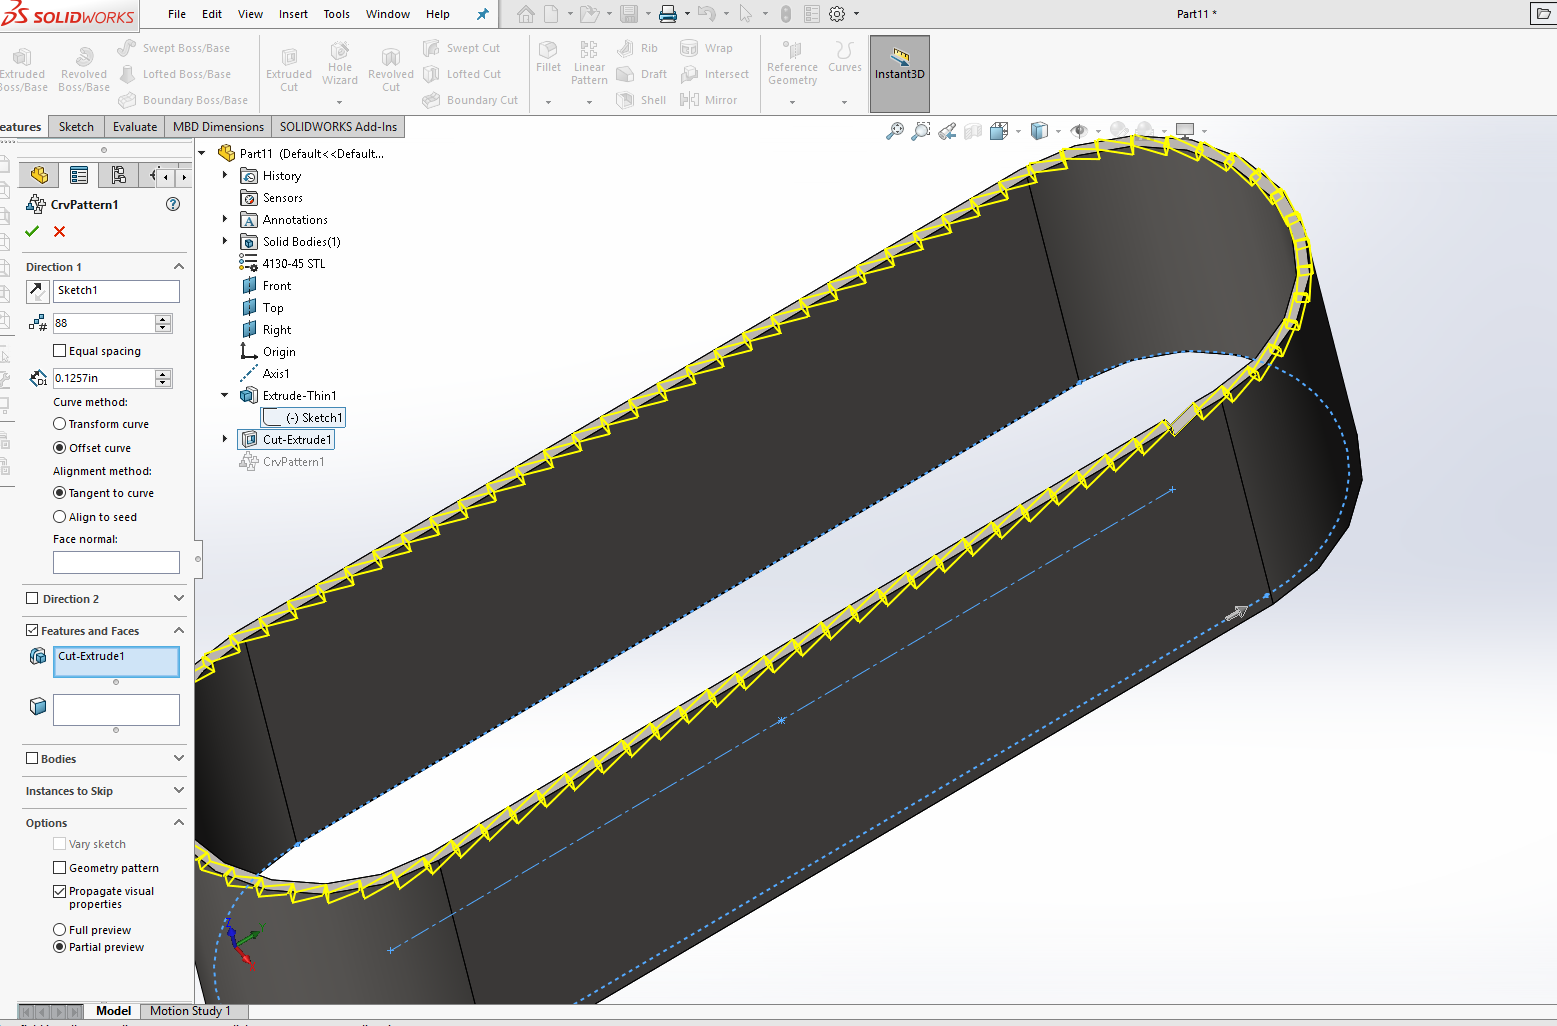 SOLIDWORKS
File Edit View Insert Tools Window Help
Part11 *
Extruded Boss/Base
Revolved Boss/Base
Swept Boss/Base
Lofted Boss/Base
Boundary Boss/Base
Extruded Cut
Hole Wizard
Revolved Cut
Swept Cut
Lofted Cut
Boundary Cut
Fillet
Linear Pattern
Rib
Draft
Shell
Wrap
Intersect
Mirror
Reference Geometry
Curves
Instant3D
eatures Sketch Evaluate MBD Dimensions SOLIDWORKS Add-Ins
CrvPattern1
Direction 1
Sketch1
88
Equal spacing
0.1257in
Curve method:
Transform curve
Offset curve
Alignment method:
Tangent to curve
Align to seed
Face normal:
Direction 2
Features and Faces
Cut-Extrude1
Bodies
Instances to Skip
Options
Vary sketch
Geometry pattern
Propagate visual
properties
Full preview
Partial preview
Part11 (Default<<Default...
History
Sensors
Annotations
Solid Bodies(1)
4130-45 STL
Front
Top
Right
Origin
Axis1
Extrude-Thin1
(-) Sketch1
Cut-Extrude1
CrvPattern1
Model Motion Study 1